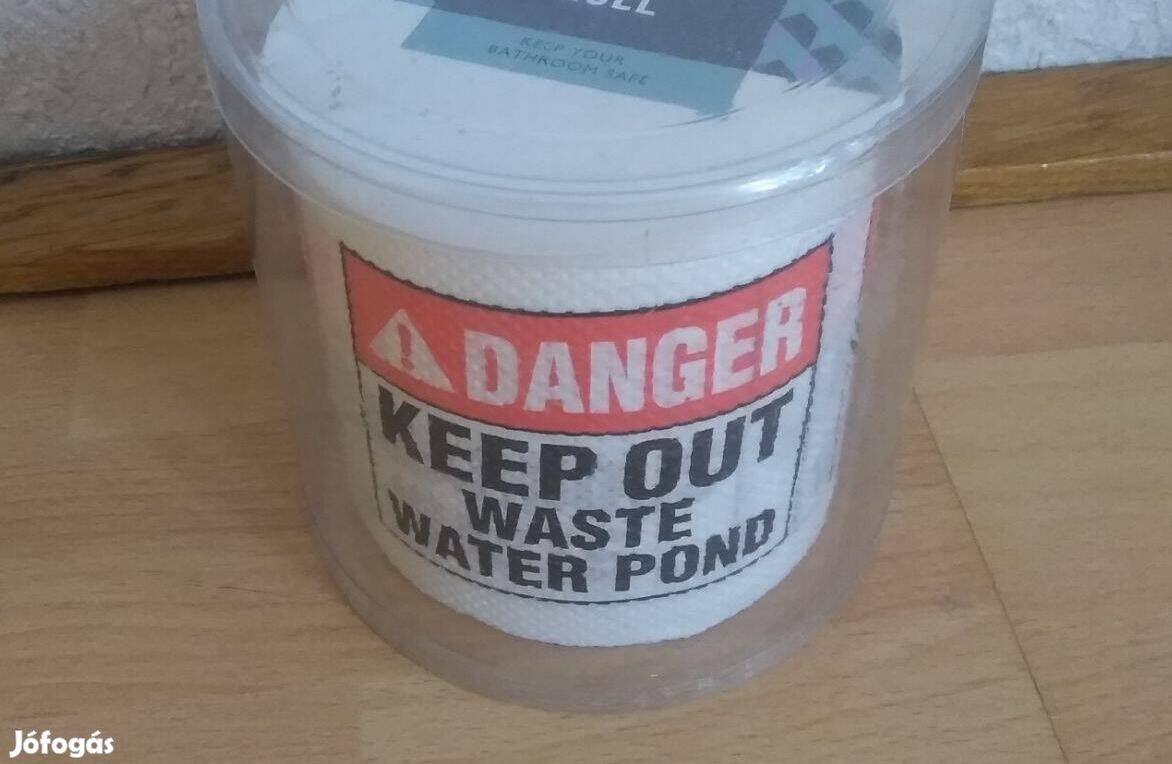 KEEP YOUR
BATHROOM SAFE
DANGER
KEEP OUT
WASTE
WATER POND
Jófogás